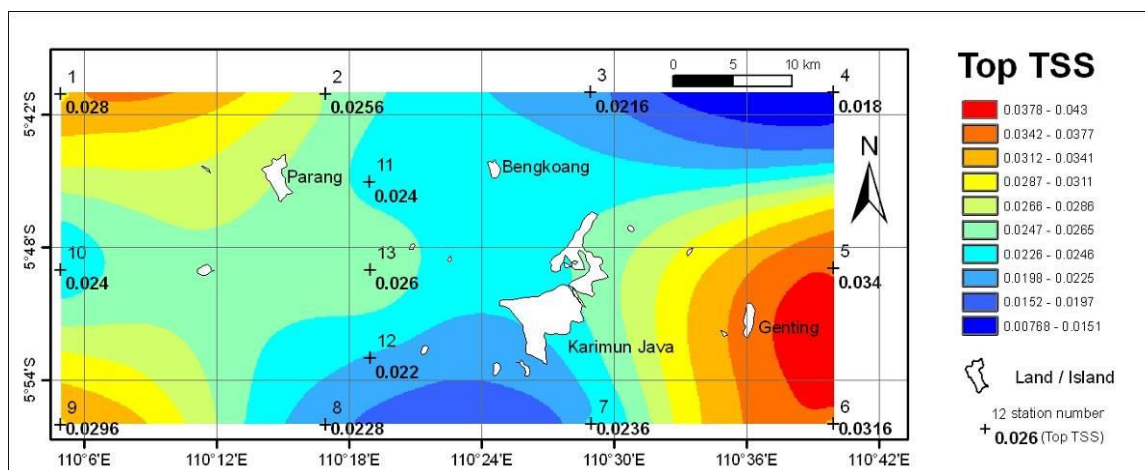 1
0.028
2
0.0256
3
0.0216
4
0.018
0 5 10 km
5°42'S
Parang
11
0.024
Bengkoang
5°48'S
10
0.024
13
0.026
5
0.034
12
0.022
Karimun Java
Genting
5°54'S
9
0.0296
8
0.0228
7
0.0236
6
0.0316
110°6'E 110°12'E 110°18'E 110°24'E 110°30'E 110°36'E 110°42'E
Top TSS
0.0378 - 0.043
0.0342 - 0.0377
0.0312 - 0.0341
0.0287 - 0.0311
0.0266 - 0.0286
0.0247 - 0.0265
0.0226 - 0.0246
0.0198 - 0.0225
0.0152 - 0.0197
0.00768 - 0.0151
N
Land / Island
12 station number
0.026 (Top TSS)